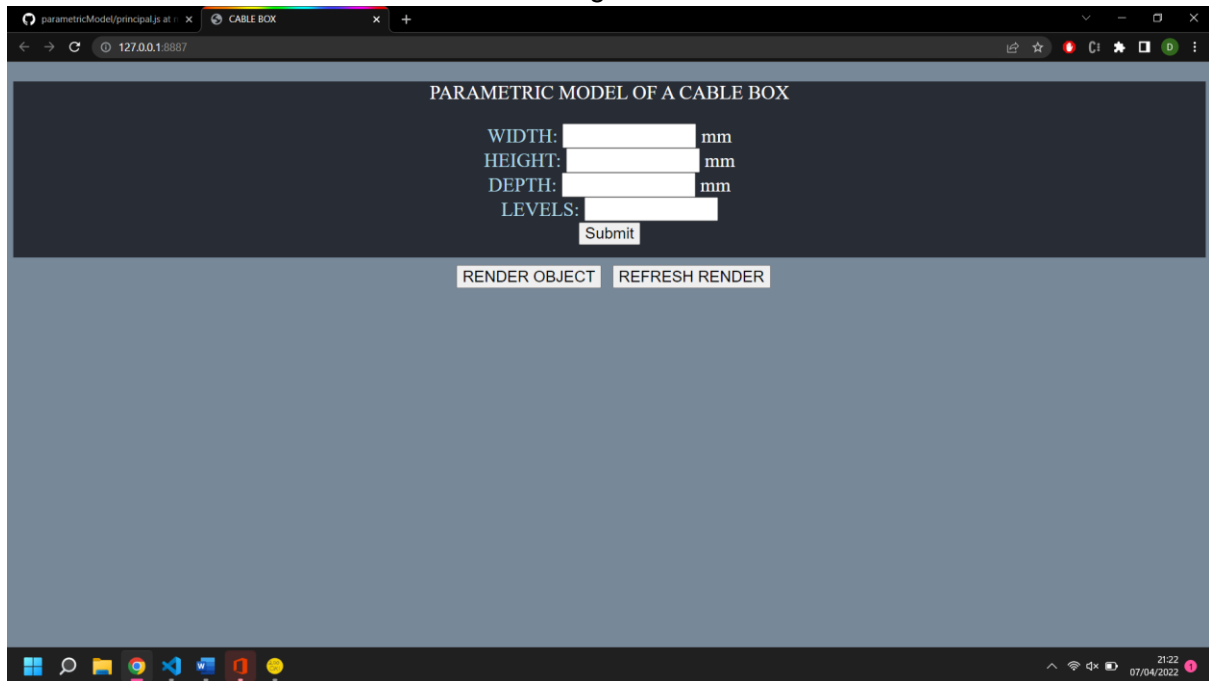 parametricModel/principal.js at
CABLE BOX
127.0.0.1:8887
D
PARAMETRIC MODEL OF A CABLE BOX
WIDTH: mm
HEIGHT: mm
DEPTH: mm
LEVELS:
Submit
RENDER OBJECT REFRESH RENDER
21:22
07/04/2022
1